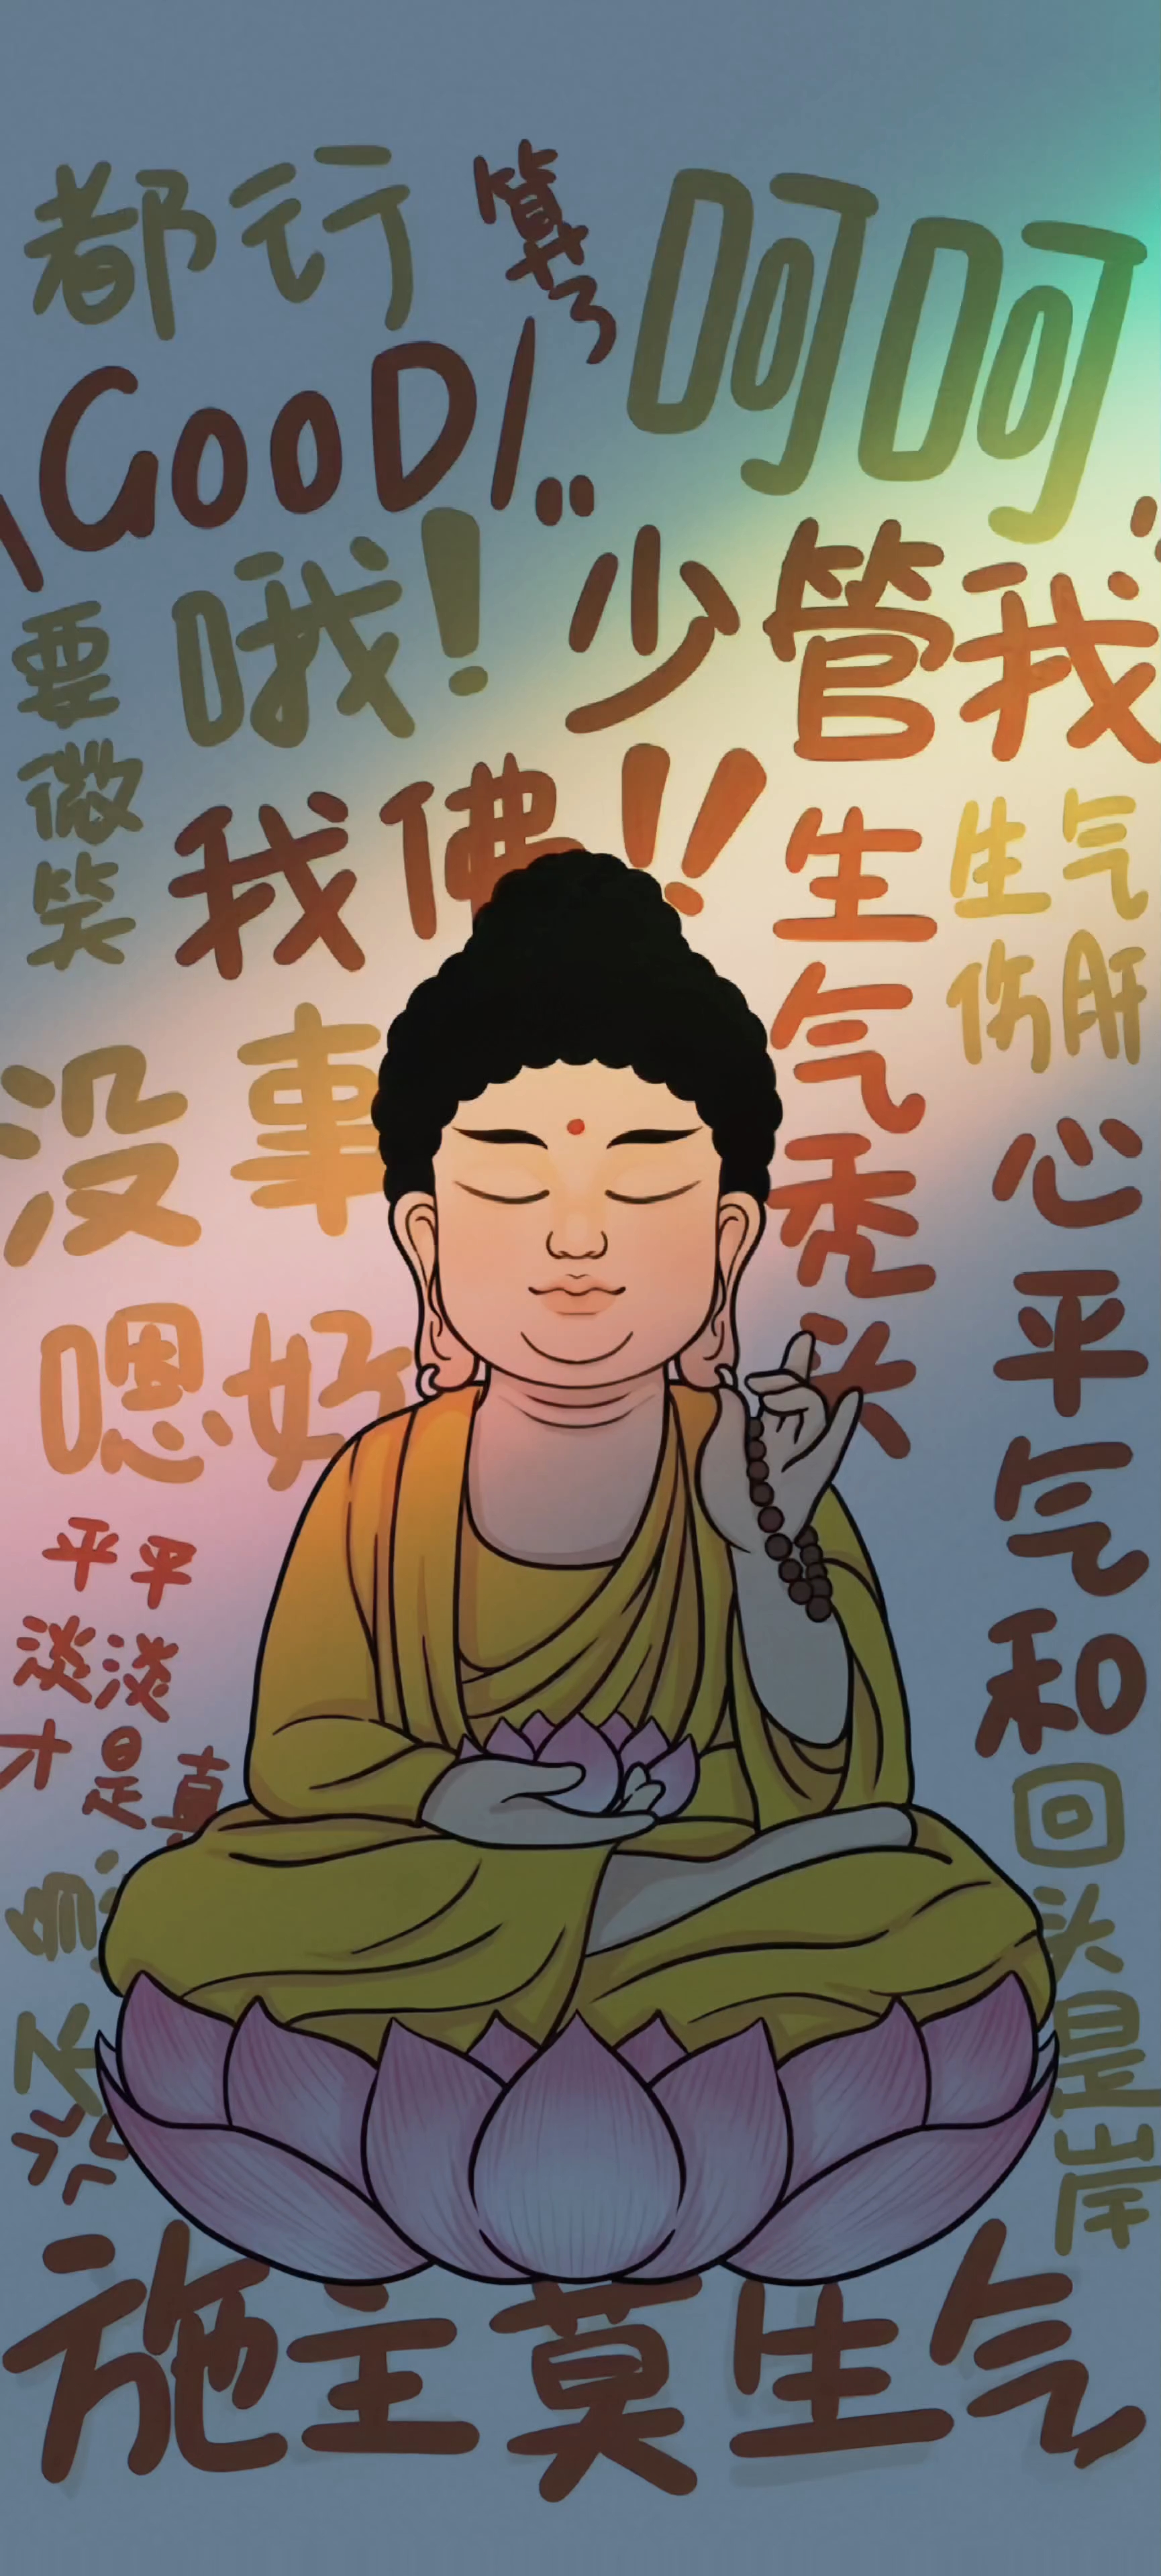 都行
算了
呵呵
\GOOD/
哦!
"少管我"
要微笑
我佛!!
生气秃头
生气
伤肝
没事
嗯好
心平气和
平平
淡淡
才是真
回头是岸
施主莫生气